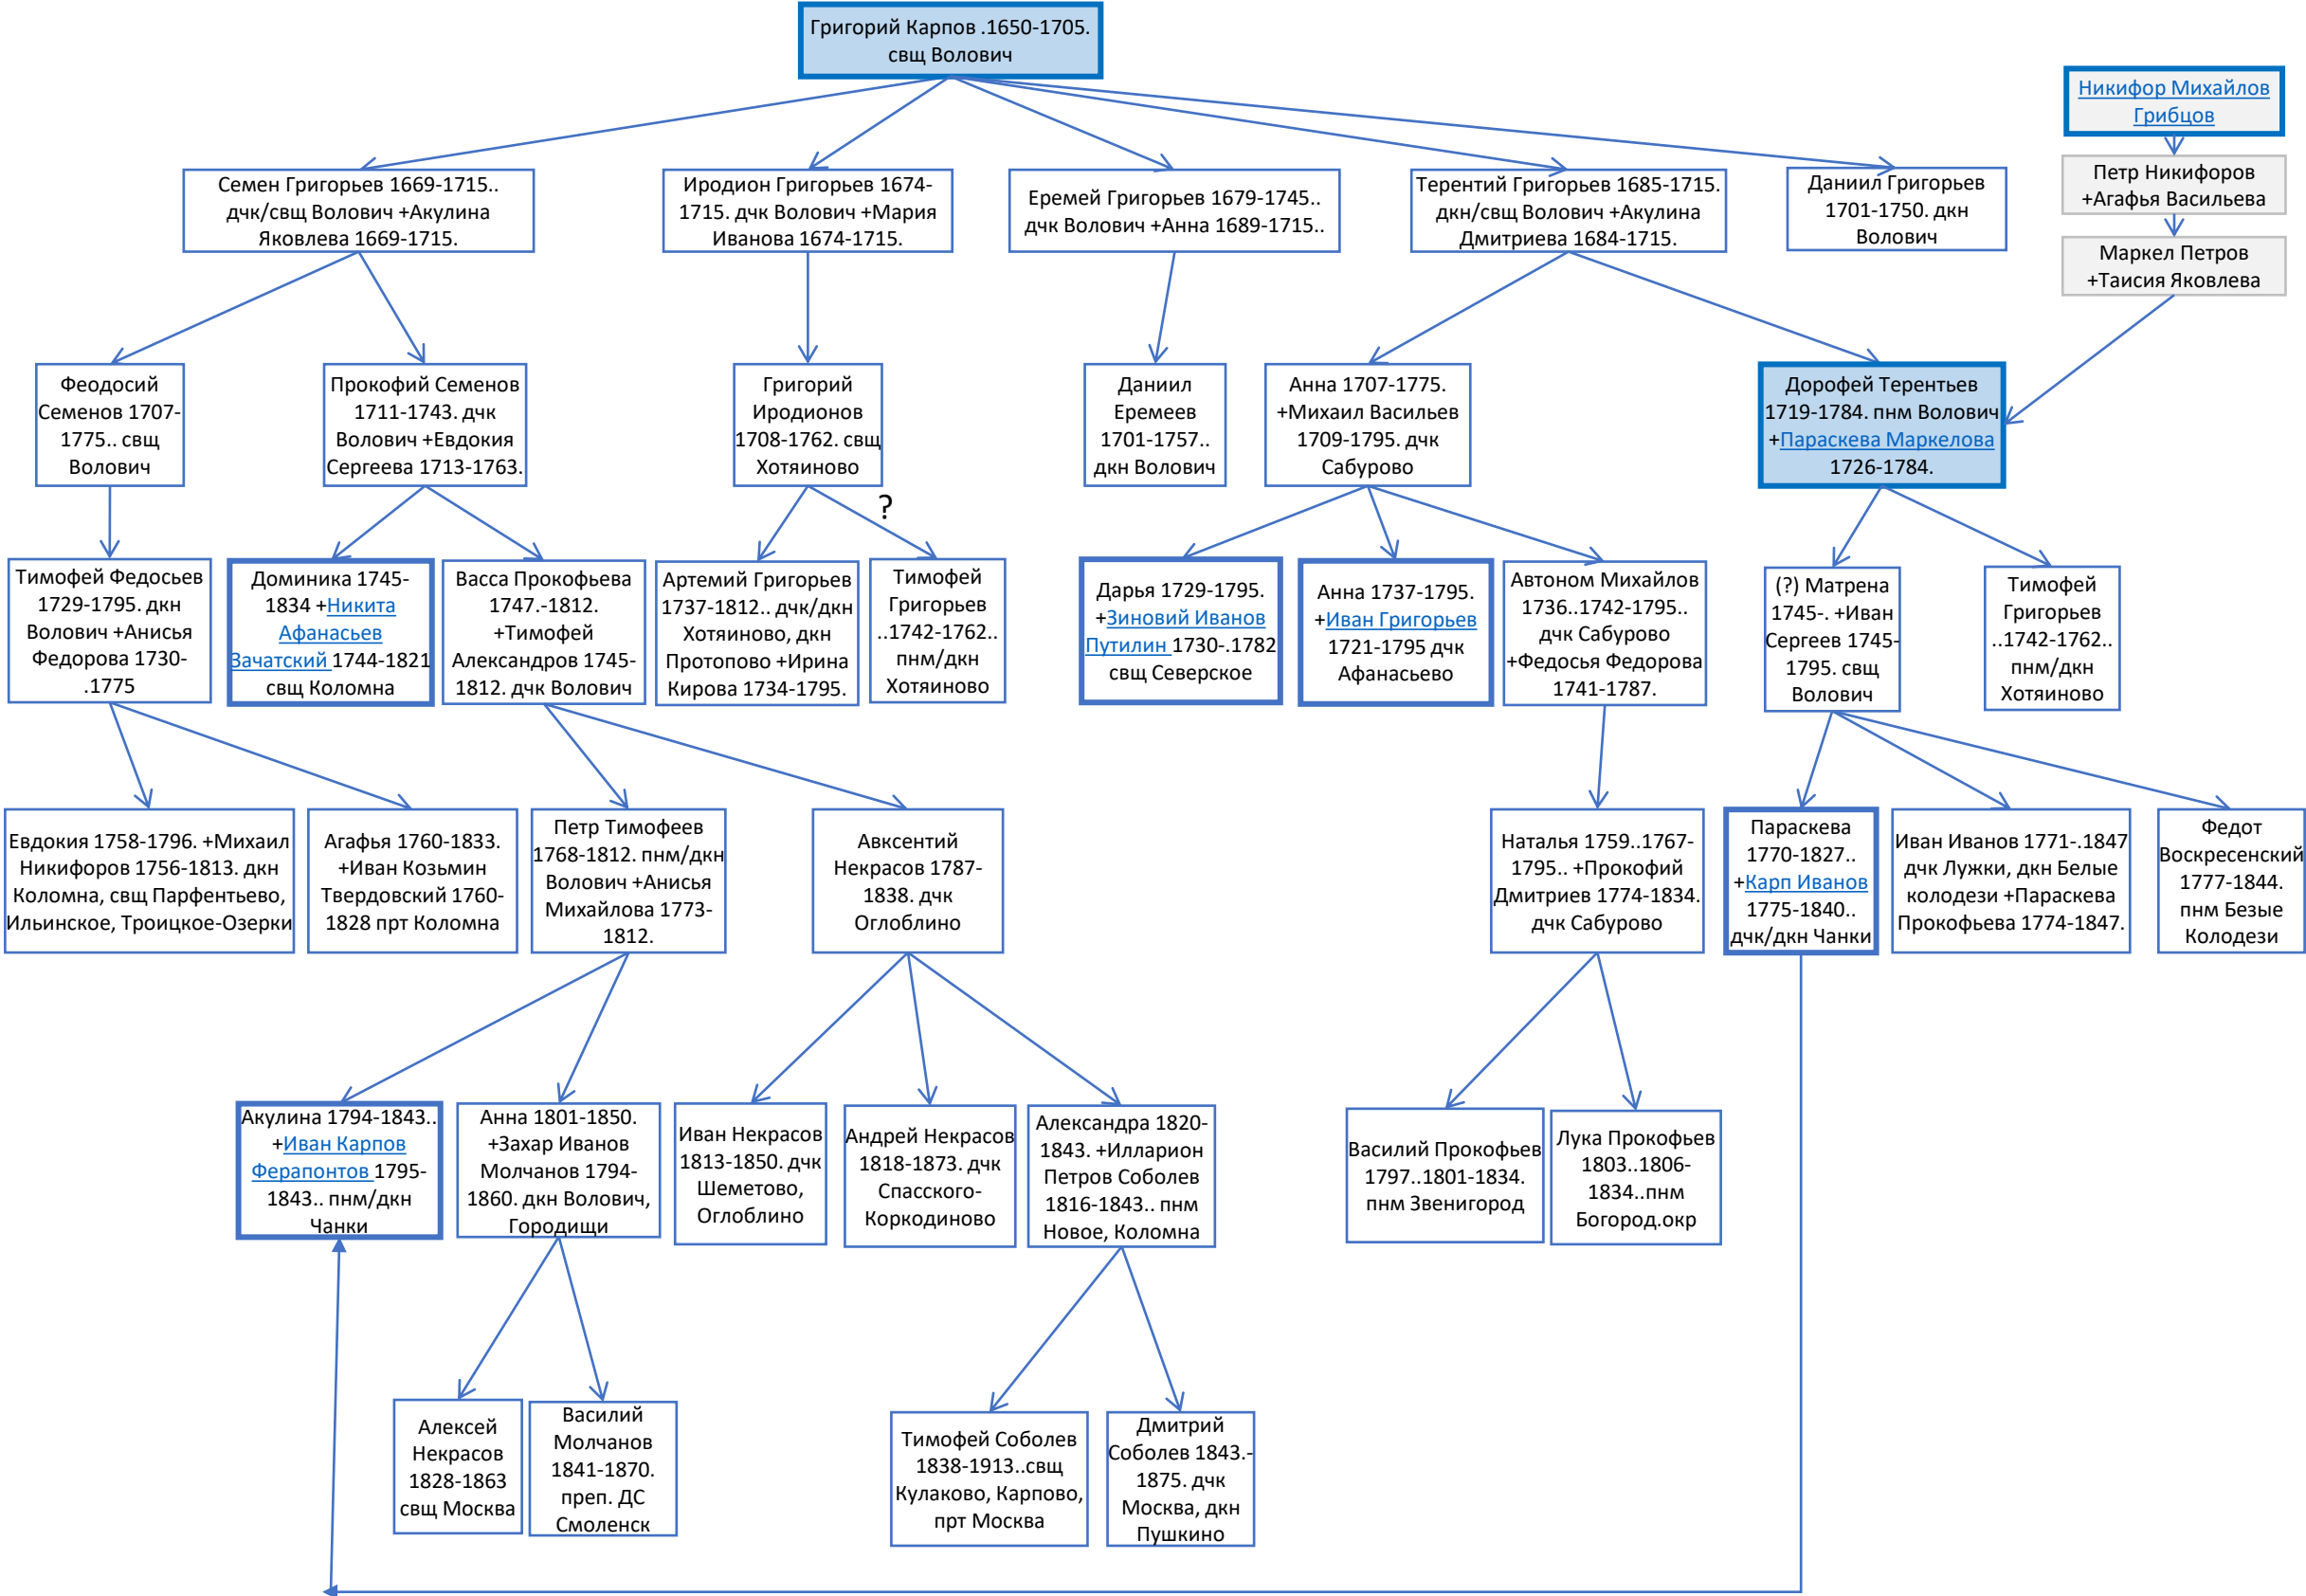 Григорий Карпов .1650-1705.
свщ Волович
Никифор Михайлов
Грибцов
Петр Никифоров
+Агафья Васильева
Маркел Петров
+Таисия Яковлева
Семен Григорьев 1669-1715..
дчк/свщ Волович +Акулина
Яковлева 1669-1715.
Иродион Григорьев 1674-
1715. дчк Волович +Мария
Иванова 1674-1715.
Еремей Григорьев 1679-1745..
дчк Волович +Анна 1689-1715..
Терентий Григорьев 1685-1715.
дкн/свщ Волович +Акулина
Дмитриева 1684-1715.
Даниил Григорьев
1701-1750. дкн
Волович
Феодосий
Семенов 1707-
1775.. свщ
Волович
Прокофий Семенов
1711-1743. дчк
Волович +Евдокия
Сергеева 1713-1763.
Григорий
Иродионов
1708-1762. свщ
Хотяиново
Даниил
Еремеев
1701-1757..
дкн Волович
Анна 1707-1775.
+Михаил Васильев
1709-1795. дчк
Сабурово
Дорофей Терентьев
1719-1784. пнм Волович
+Параскева Маркелова
1726-1784.
?
Тимофей Федосьев
1729-1795. дкн
Волович +Анисья
Федорова 1730-
.1775
Доминика 1745-
1834 +Никита
Афанасьев
Зачатский 1744-1821
свщ Коломна
Васса Прокофьева
1747.-1812.
+Тимофей
Александров 1745-
1812. дчк Волович
Артемий Григорьев
1737-1812.. дчк/дкн
Хотяиново, дкн
Протопово +Ирина
Кирова 1734-1795.
Тимофей
Григорьев
..1742-1762..
пнм/дкн
Хотяиново
Дарья 1729-1795.
+Зиновий Иванов
Путилин 1730-.1782
свщ Северское
Анна 1737-1795.
+Иван Григорьев
1721-1795 дчк
Афанасьево
Автоном Михайлов
1736..1742-1795..
дчк Сабурово
+Федосья Федорова
1741-1787.
(?) Матрена
1745-. +Иван
Сергеев 1745-
1795. свщ
Волович
Тимофей
Григорьев
..1742-1762..
пнм/дкн
Хотяиново
Евдокия 1758-1796. +Михаил
Никифоров 1756-1813. дкн
Коломна, свщ Парфентьево,
Ильинское, Троицкое-Озерки
Агафья 1760-1833.
+Иван Козьмин
Твердовский 1760-
1828 прт Коломна
Петр Тимофеев
1768-1812. пнм/дкн
Волович +Анисья
Михайлова 1773-
1812.
Авксентий
Некрасов 1787-
1838. дчк
Оглоблино
Наталья 1759..1767-
1795.. +Прокофий
Дмитриев 1774-1834.
дчк Сабурово
Параскева
1770-1827..
+Карп Иванов
1775-1840..
дчк/дкн Чанки
Иван Иванов 1771-.1847
дчк Лужки, дкн Белые
колодези +Параскева
Прокофьева 1774-1847.
Федот
Воскресенский
1777-1844.
пнм Безые
Колодези
Акулина 1794-1843..
+Иван Карпов
Ферапонтов 1795-
1843.. пнм/дкн
Чанки
Анна 1801-1850.
+Захар Иванов
Молчанов 1794-
1860. дкн Волович,
Городищи
Иван Некрасов
1813-1850. дчк
Шеметово,
Оглоблино
Андрей Некрасов
1818-1873. дчк
Спасского-
Коркодиново
Александра 1820-
1843. +Илларион
Петров Соболев
1816-1843.. пнм
Новое, Коломна
Василий Прокофьев
1797..1801-1834.
пнм Звенигород
Лука Прокофьев
1803..1806-
1834..пнм
Богород.окр
Алексей
Некрасов
1828-1863
свщ Москва
Василий
Молчанов
1841-1870.
преп. ДС
Смоленск
Тимофей Соболев
1838-1913..свщ
Кулаково, Карпово,
прт Москва
Дмитрий
Соболев 1843.-
1875. дчк
Москва, дкн
Пушкино